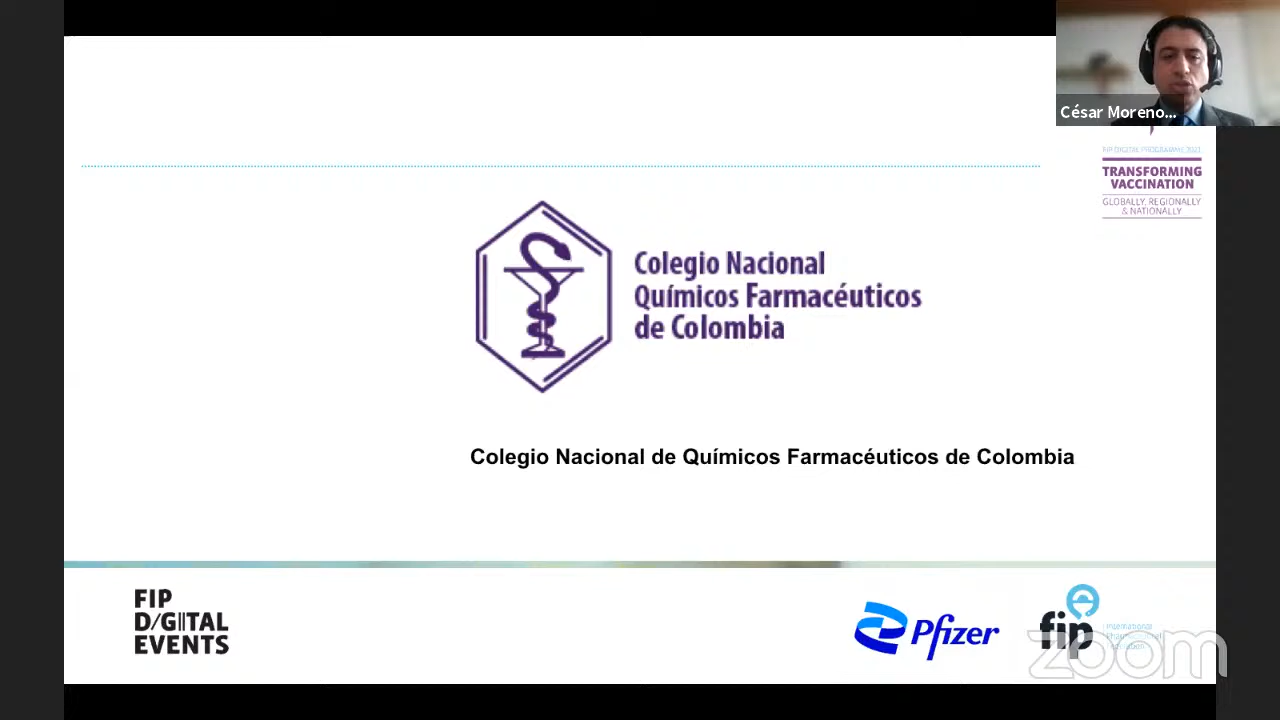 César Moreno...
FIP DIGITAL PROGRAMME 2021
TRANSFORMING
VACCINATION
GLOBALLY, REGIONALLY
& NATIONALLY
Colegio Nacional
Químicos Farmacéuticos
de Colombia
Colegio Nacional de Químicos Farmacéuticos de Colombia
FIP
DIGITAL
EVENTS
Pfizer
fip
International
zoom